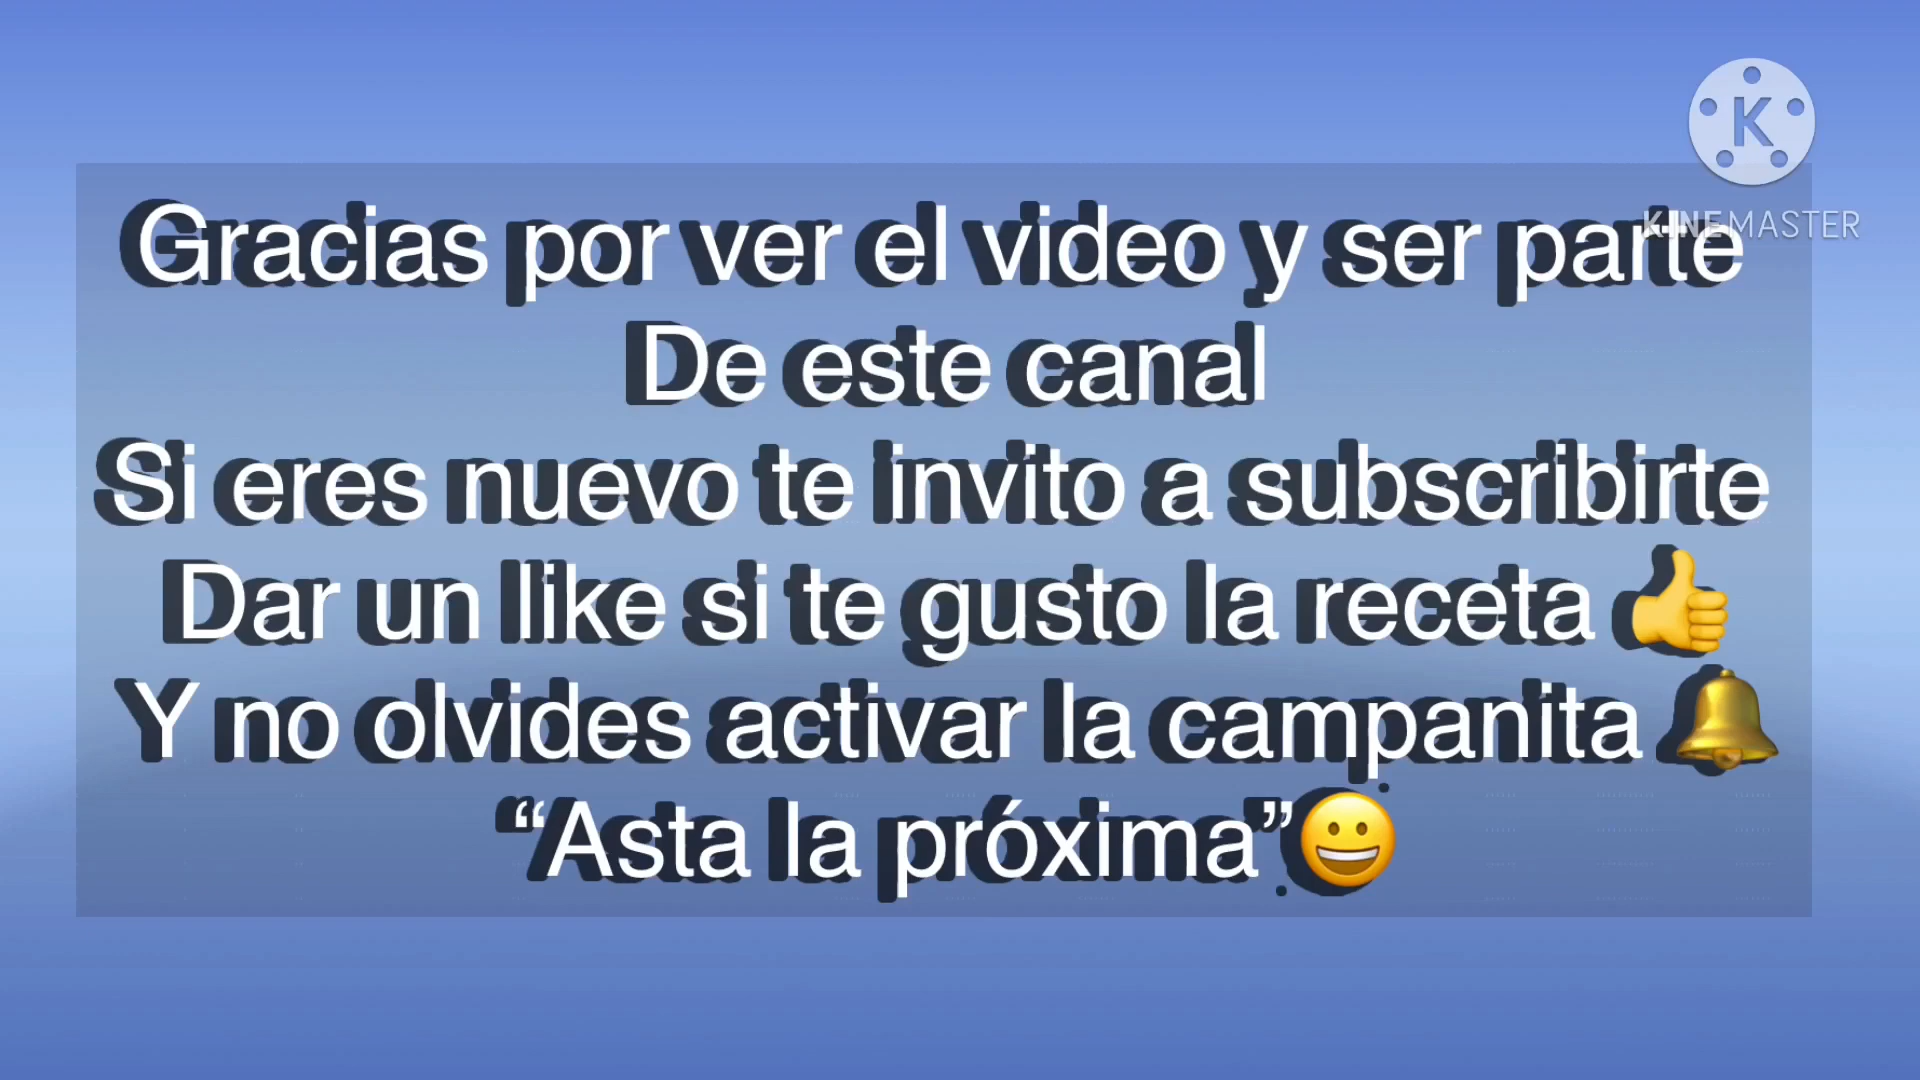 K
KINEMASTER
Gracias por ver el video y ser parte
De este canal
Si eres nuevo te invito a subscribirte
Dar un like si te gusto la receta 👍
Y no olvides activar la campanita 🔔
“Asta la próxima”😀